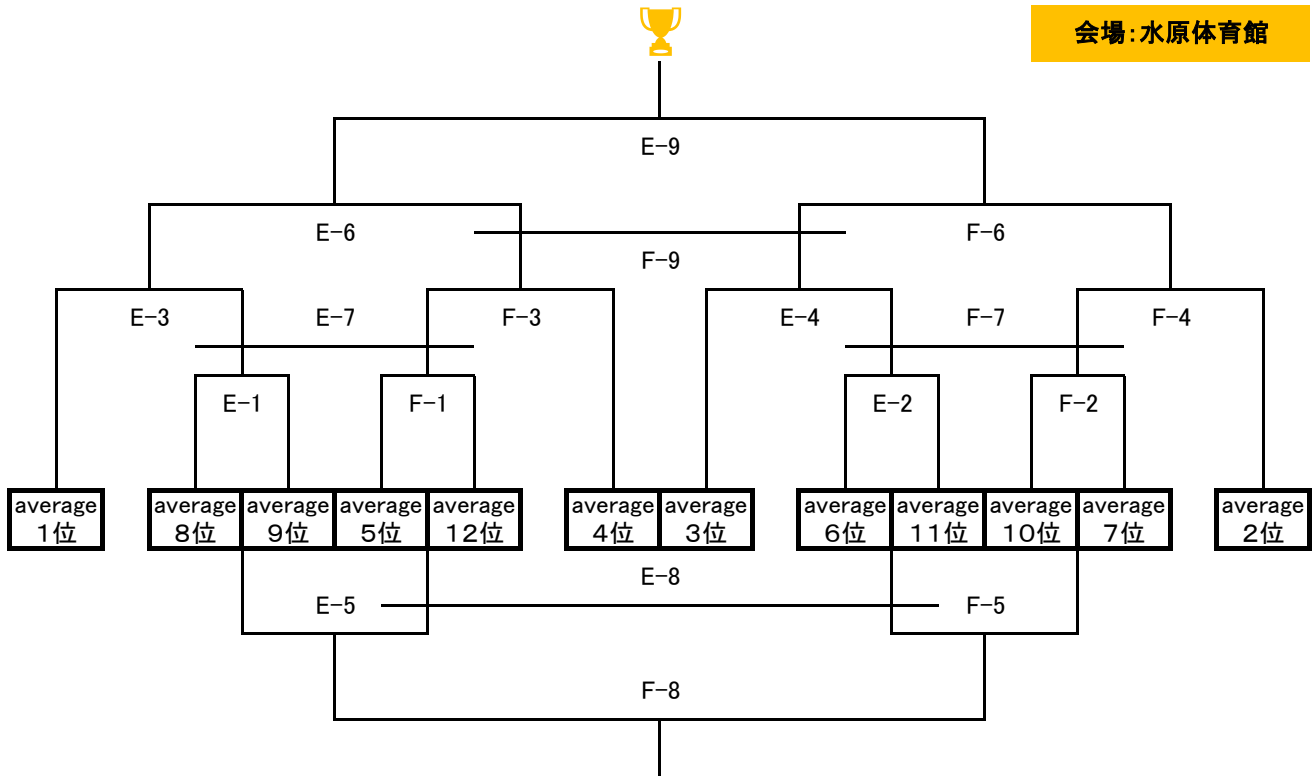 会場：水原体育館
E-9
E-6
F-6
F-9
E-3
E-7
F-3
E-4
F-7
F-4
E-1
F-1
E-2
F-2
average
１位
average
８位
average
９位
average
５位
average
１２位
average
４位
average
３位
average
６位
average
１１位
average
１０位
average
７位
average
２位
E-8
E-5
F-5
F-8